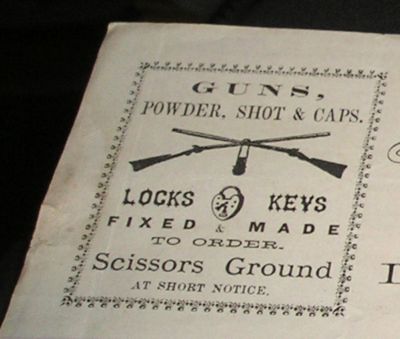 GUNS,
POWDER, SHOT & CAPS.
LOCKS KEYS
FIXED & MADE
TO ORDER.
Scissors Ground
AT SHORT NOTICE.